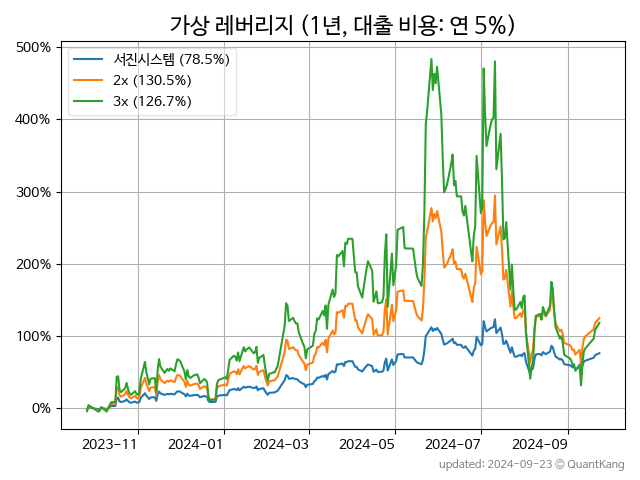 가상 레버리지 (1년, 대출 비용: 연 5%)
500%
400%
300%
200%
100%
0%
서진시스템 (78.5%)
2x (130.5%)
3x (126.7%)
2023-11
2024-01
2024-03
2024-05
2024-07
2024-09
updated: 2024-09-23 © QuantKang